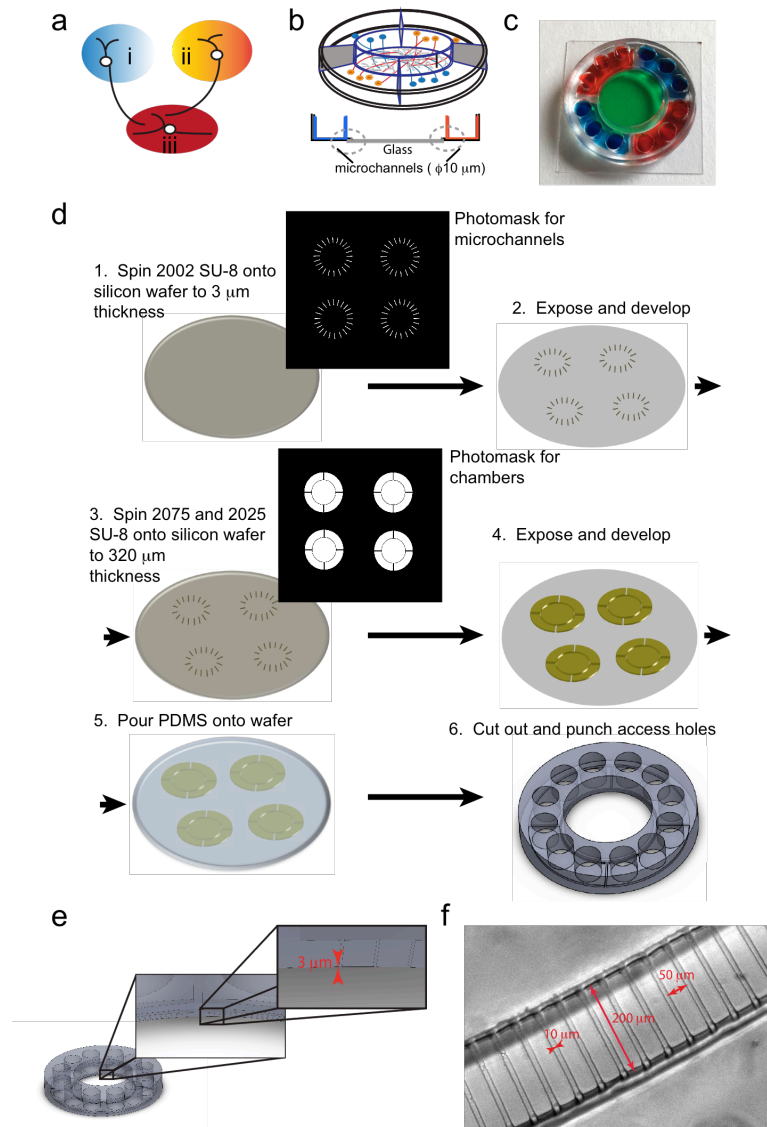 a
i
ii
iii
b
i
Glass
microchannels ( ϕ10 μm)
c
d
Photomask for
microchannels
1. Spin 2002 SU-8 onto
silicon wafer to 3 μm
thickness
2. Expose and develop
Photomask for
chambers
3. Spin 2075 and 2025
SU-8 onto silicon wafer
to 320 μm
thickness
4. Expose and develop
5. Pour PDMS onto wafer
6. Cut out and punch access holes
e
3 μm
f
50 μm
200 μm
10 μm